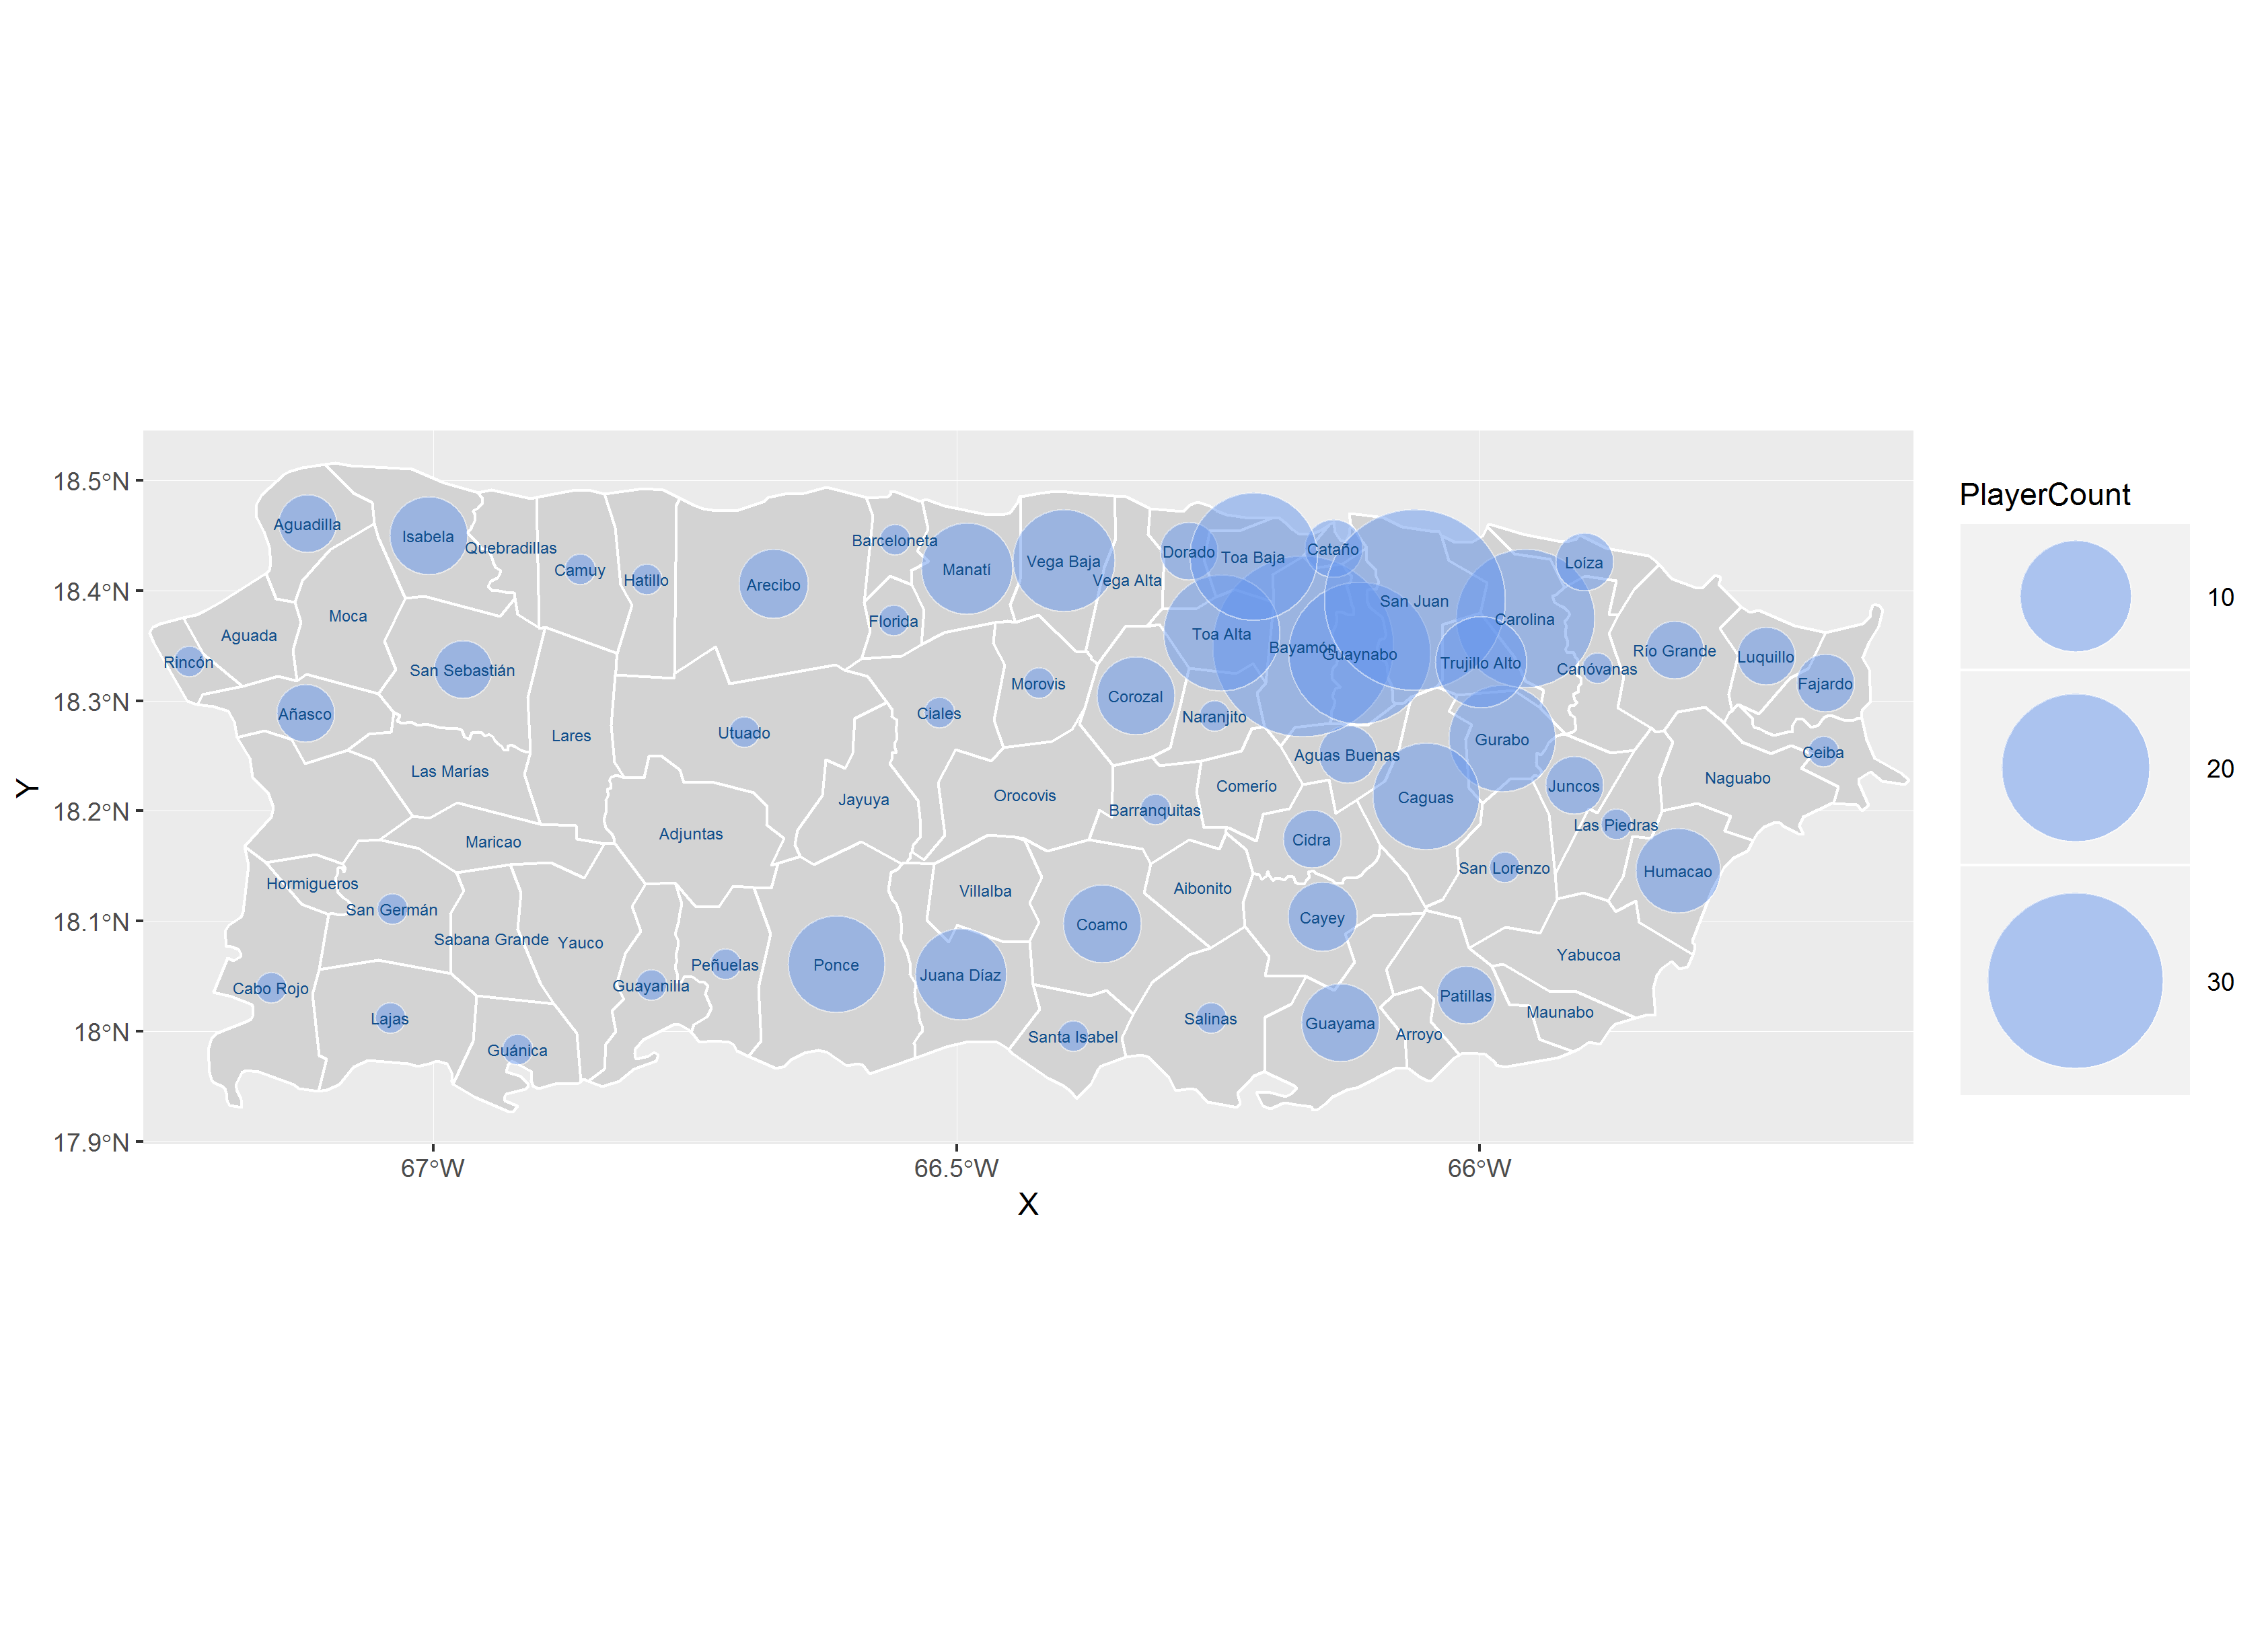 18.5°N
18.4°N
18.3°N
18.2°N
18.1°N
18°N
17.9°N
Y
67°W
66.5°W
66°W
X
Aguadilla
Isabela
Quebradillas
Camuy
Hatillo
Arecibo
Barceloneta
Manatí
Vega Baja
Vega Alta
Dorado
Toa Baja
Cataño
San Juan
Carolina
Loíza
Moca
Aguada
Rincón
San Sebastián
Florida
Toa Alta
Bayamón
Guaynabo
Trujillo Alto
Canóvanas
Río Grande
Luquillo
Fajardo
Añasco
Lares
Utuado
Ciales
Morovis
Corozal
Naranjito
Aguas Buenas
Gurabo
Ceiba
Las Marías
Adjuntas
Jayuya
Orocovis
Barranquitas
Comerío
Caguas
Juncos
Naguabo
Maricao
Cidra
Las Piedras
Hormigueros
San Germán
Villalba
Aibonito
San Lorenzo
Humacao
Sabana Grande
Yauco
Coamo
Cayey
Cabo Rojo
Guayanilla
Peñuelas
Ponce
Juana Díaz
Yabucoa
Lajas
Guánica
Santa Isabel
Salinas
Guayama
Arroyo
Patillas
Maunabo
PlayerCount
10
20
30